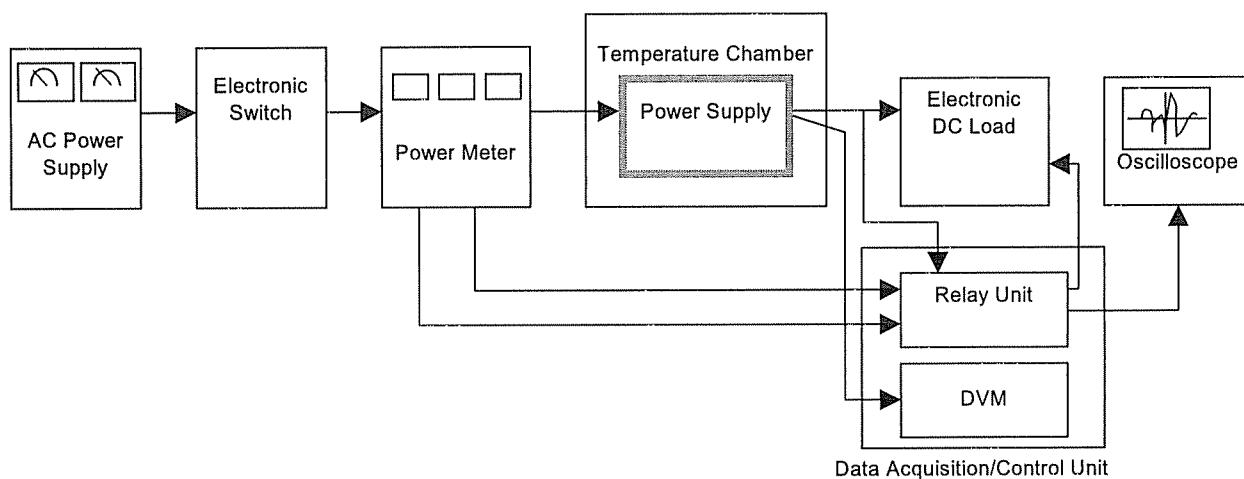 AC Power
Supply
Electronic
Switch
Power Meter
Temperature Chamber
Power Supply
Electronic
DC Load
Oscilloscope
Relay Unit
DVM
Data Acquisition/Control Unit